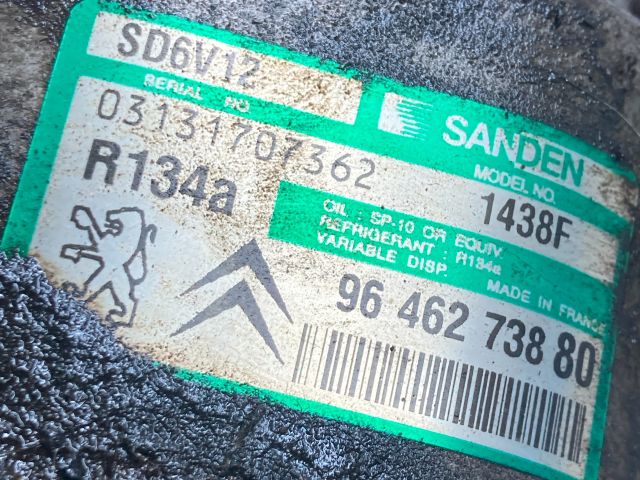 SD6V12
SERIAL NO.
03131707362
R134a
SANDEN
MODEL NO.
1438F
OIL : SP-10 OR EQUIV.
REFRIGERANT : R134a
VARIABLE DISP.
MADE IN FRANCE
96 462 738 80